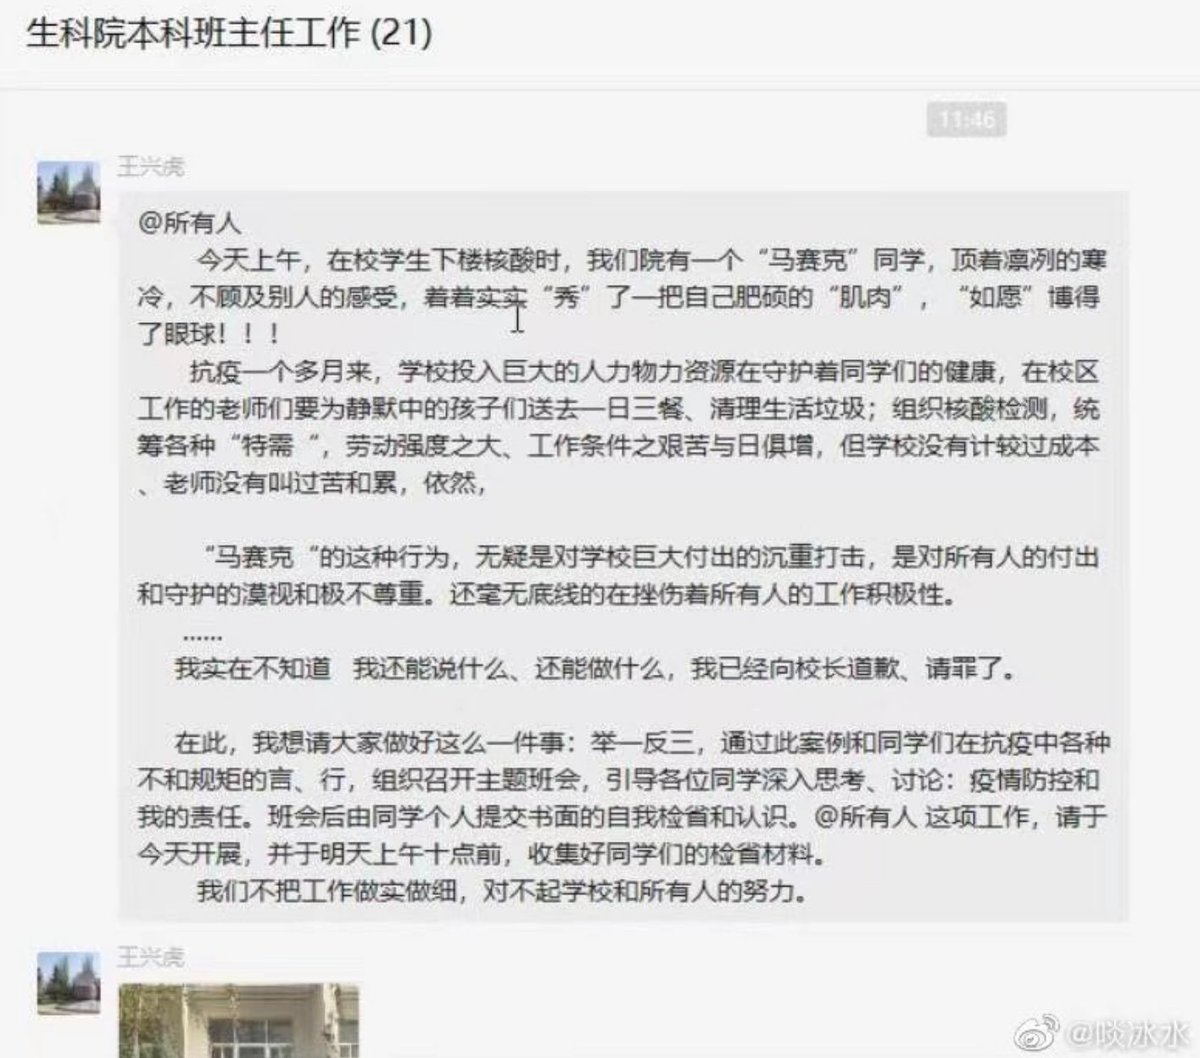 生科院本科班主任工作 (21)
11:46
王兴虎
@所有人
今天上午，在校学生下楼核酸时，我们院有一个“马赛克”同学，顶着凛冽的寒
冷，不顾及别人的感受，着着实实“秀”了一把自己肥硕的“肌肉”，“如愿”博得
了眼球！！！
抗疫一个多月来，学校投入巨大的人力物力资源在守护着同学们的健康，在校区
工作的老师们要为静默中的孩子们送去一日三餐、清理生活垃圾；组织核酸检测，统
筹各种“特需“，劳动强度之大、工作条件之艰苦与日俱增，但学校没有计较过成本
、老师没有叫过苦和累，依然，
“马赛克“的这种行为，无疑是对学校巨大付出的沉重打击，是对所有人的付出
和守护的漠视和极不尊重。还毫无底线的在挫伤着所有人的工作积极性。
......
我实在不知道 我还能说什么、还能做什么，我已经向校长道歉、请罪了。
在此，我想请大家做好这么一件事：举一反三，通过此案例和同学们在抗疫中各种
不和规矩的言、行，组织召开主题班会，引导各位同学深入思考、讨论：疫情防控和
我的责任。班会后由同学个人提交书面的自我检省和认识。@所有人 这项工作，请于
今天开展，并于明天上午十点前，收集好同学们的检省材料。
我们不把工作做实做细，对不起学校和所有人的努力。
王兴虎
@啖冰水